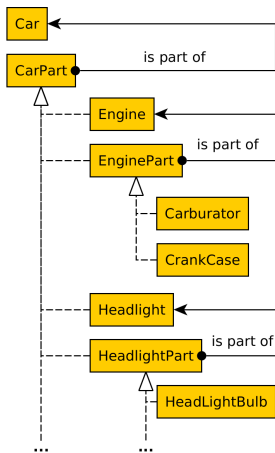 Car
is part of
CarPart
Engine
is part of
EnginePart
Carburator
CrankCase
Headlight
is part of
HeadlightPart
HeadLightBulb
... ...